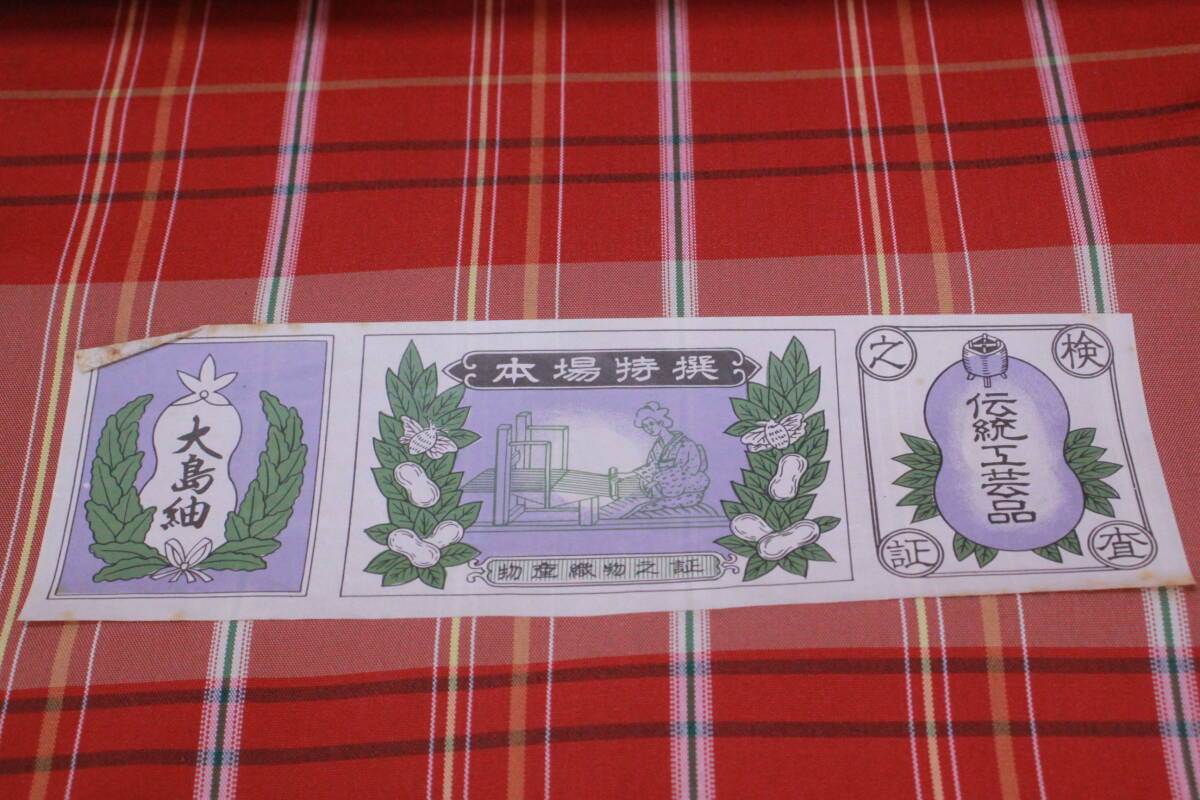 大島紬
本場特撰
物産織物之証
検査之証
伝統工芸品